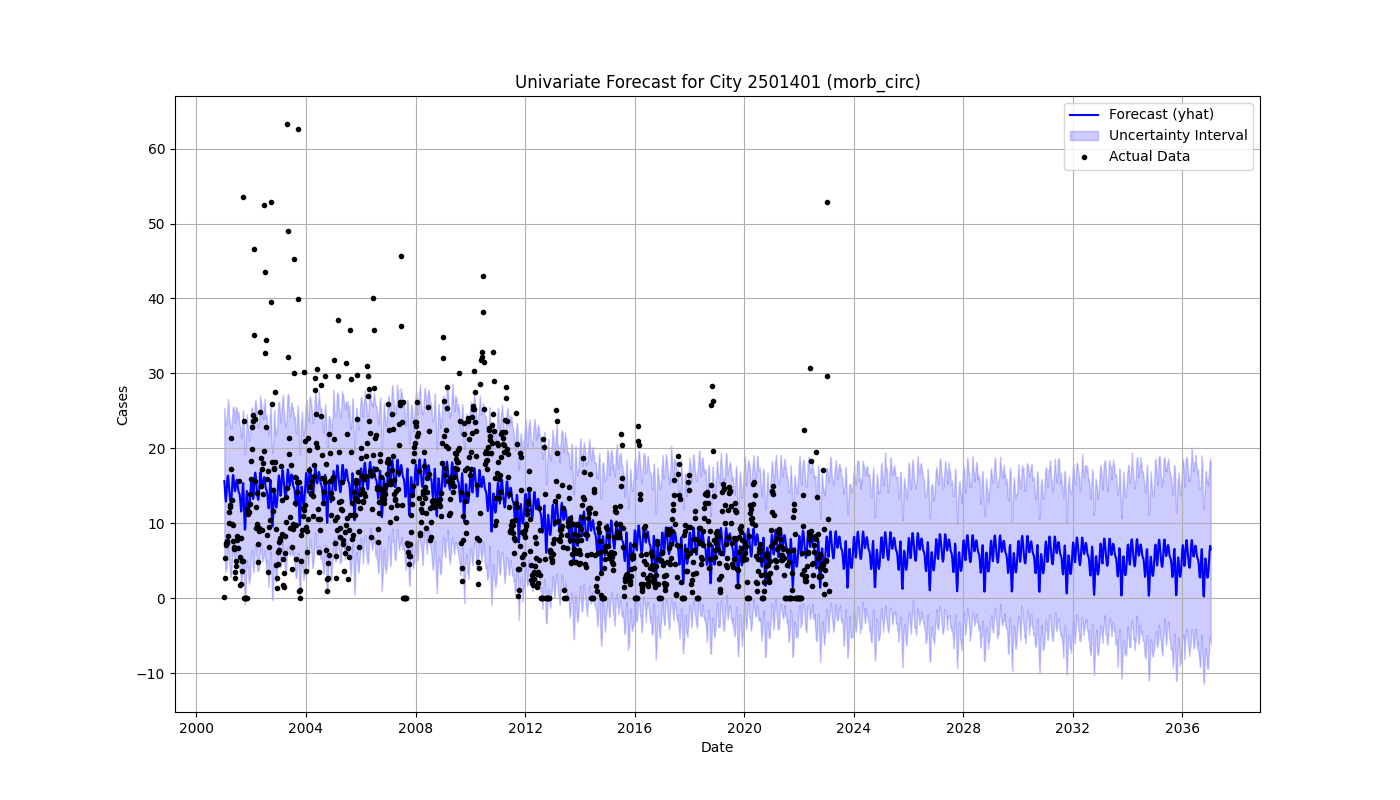 Univariate Forecast for City 2501401 (morb_circ)
Forecast (yhat)
Uncertainty Interval
Actual Data
Cases
60
50
40
30
20
10
0
−10
2000 2004 2008 2012 2016 2020 2024 2028 2032 2036
Date